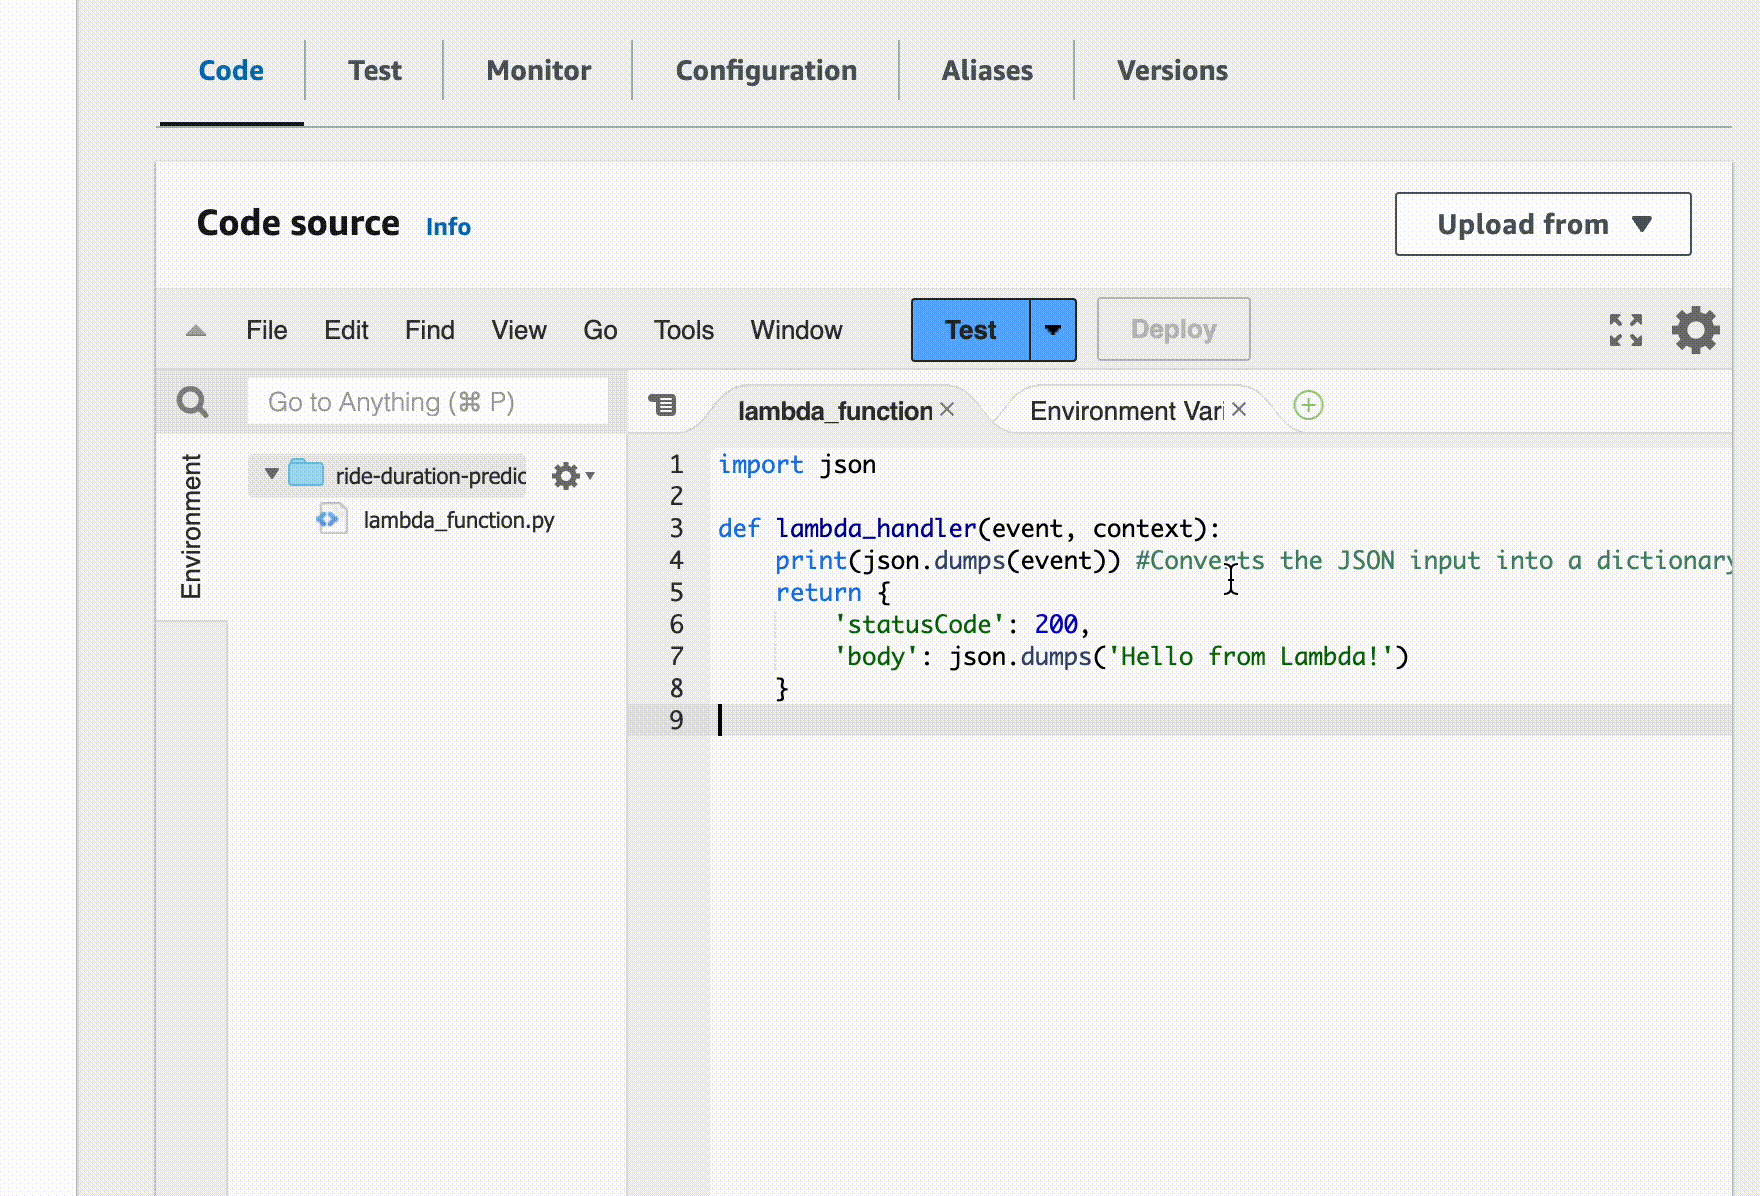 Code Test Monitor Configuration Aliases Versions
Code source Info Upload from
File Edit Find View Go Tools Window Test Deploy
Go to Anything (⌘ P)
lambda_function Environment Vari
Environment
ride-duration-predic
lambda_function.py
1 import json
2
3 def lambda_handler(event, context):
4     print(json.dumps(event)) #Converts the JSON input into a dictionary
5     return {
6         'statusCode': 200,
7         'body': json.dumps('Hello from Lambda!')
8     }
9